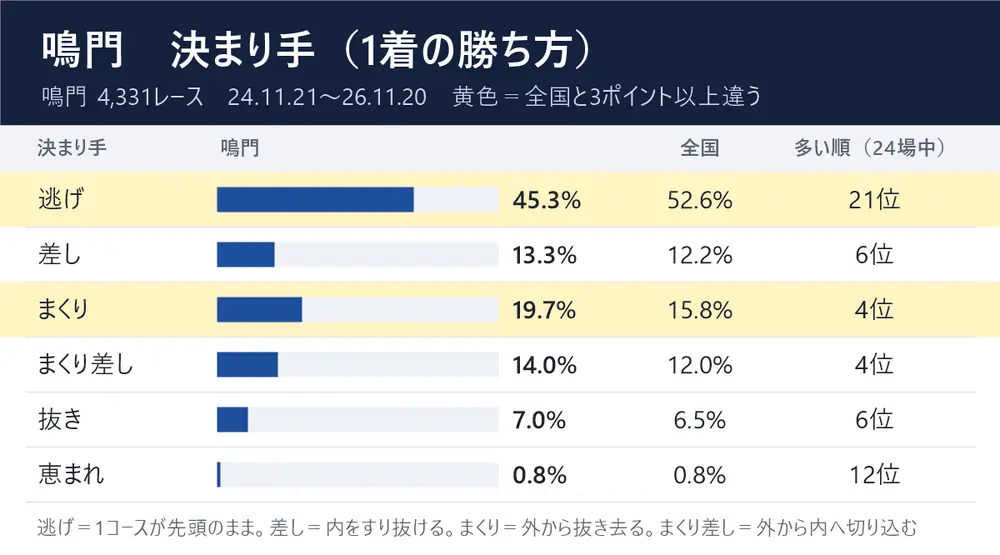 鳴門　決まり手（1着の勝ち方）
鳴門 4,331レース　24.11.21～26.11.20　黄色＝全国と3ポイント以上違う
決まり手　鳴門　全国　多い順（24場中）
逃げ　45.3%　52.6%　21位
差し　13.3%　12.2%　6位
まくり　19.7%　15.8%　4位
まくり差し　14.0%　12.0%　4位
抜き　7.0%　6.5%　6位
恵まれ　0.8%　0.8%　12位
逃げ＝1コースが先頭のまま。差し＝内をすり抜ける。まくり＝外から抜き去る。まくり差し＝外から内へ切り込む